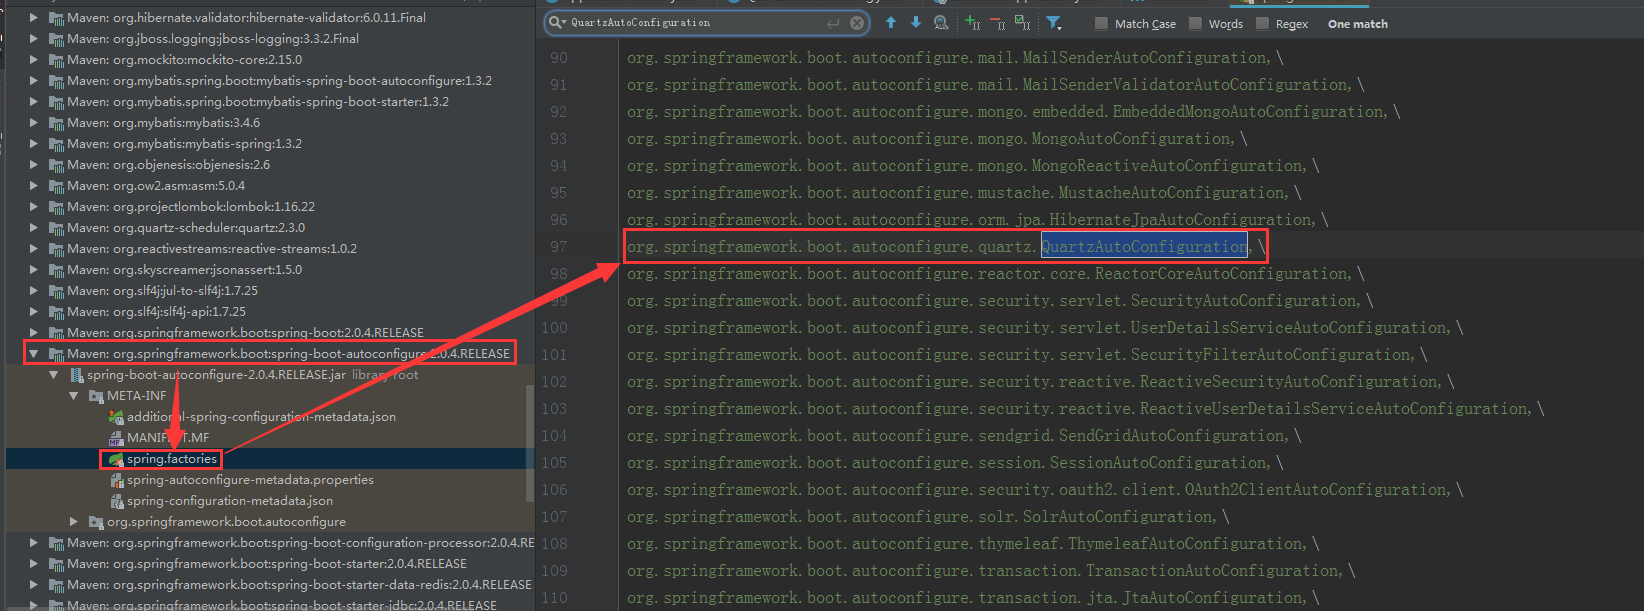 Maven: org.hibernate.validator:hibernate-validator:6.0.11.Final
Maven: org.jboss.logging:jboss-logging:3.3.2.Final
Maven: org.mockito:mockito-core:2.15.0
Maven: org.mybatis.spring.boot:mybatis-spring-boot-autoconfigure:1.3.2
Maven: org.mybatis.spring.boot:mybatis-spring-boot-starter:1.3.2
Maven: org.mybatis:mybatis:3.4.6
Maven: org.mybatis:mybatis-spring:1.3.2
Maven: org.objenesis:objenesis:2.6
Maven: org.ow2.asm:asm:5.0.4
Maven: org.projectlombok:lombok:1.16.22
Maven: org.quartz-scheduler:quartz:2.3.0
Maven: org.reactivestreams:reactive-streams:1.0.2
Maven: org.skyscreamer:jsonassert:1.5.0
Maven: org.slf4j:jul-to-slf4j:1.7.25
Maven: org.slf4j:slf4j-api:1.7.25
Maven: org.springframework.boot:spring-boot:2.0.4.RELEASE
Maven: org.springframework.boot:spring-boot-autoconfigure:2.0.4.RELEASE
spring-boot-autoconfigure-2.0.4.RELEASE.jar library root
META-INF
additional-spring-configuration-metadata.json
MANIFEST.MF
spring.factories
spring-autoconfigure-metadata.properties
spring-configuration-metadata.json
org.springframework.boot.autoconfigure
Maven: org.springframework.boot:spring-boot-configuration-processor:2.0.4.RE
Maven: org.springframework.boot:spring-boot-starter:2.0.4.RELEASE
Maven: org.springframework.boot:spring-boot-starter-data-redis:2.0.4.RELEASE
Maven: org.springframework.boot:spring-boot-starter-jdbc:2.0.4.RELEASE
QuartzAutoConfiguration Match Case Words Regex One match
90 org.springframework.boot.autoconfigure.mail.MailSenderAutoConfiguration,\
91 org.springframework.boot.autoconfigure.mail.MailSenderValidatorAutoConfiguration,\
92 org.springframework.boot.autoconfigure.mongo.embedded.EmbeddedMongoAutoConfiguration,\
93 org.springframework.boot.autoconfigure.mongo.MongoAutoConfiguration,\
94 org.springframework.boot.autoconfigure.mongo.MongoReactiveAutoConfiguration,\
95 org.springframework.boot.autoconfigure.mustache.MustacheAutoConfiguration,\
96 org.springframework.boot.autoconfigure.orm.jpa.HibernateJpaAutoConfiguration,\
97 org.springframework.boot.autoconfigure.quartz.QuartzAutoConfiguration,\
98 org.springframework.boot.autoconfigure.reactor.core.ReactorCoreAutoConfiguration,\
99 org.springframework.boot.autoconfigure.security.servlet.SecurityAutoConfiguration,\
100 org.springframework.boot.autoconfigure.security.servlet.UserDetailsServiceAutoConfiguration,\
101 org.springframework.boot.autoconfigure.security.servlet.SecurityFilterAutoConfiguration,\
102 org.springframework.boot.autoconfigure.security.reactive.ReactiveSecurityAutoConfiguration,\
103 org.springframework.boot.autoconfigure.security.reactive.ReactiveUserDetailsServiceAutoConfiguration,\
104 org.springframework.boot.autoconfigure.sendgrid.SendGridAutoConfiguration,\
105 org.springframework.boot.autoconfigure.session.SessionAutoConfiguration,\
106 org.springframework.boot.autoconfigure.security.oauth2.client.OAuth2ClientAutoConfiguration,\
107 org.springframework.boot.autoconfigure.solr.SolrAutoConfiguration,\
108 org.springframework.boot.autoconfigure.thymeleaf.ThymeleafAutoConfiguration,\
109 org.springframework.boot.autoconfigure.transaction.TransactionAutoConfiguration,\
110 org.springframework.boot.autoconfigure.transaction.jta.JtaAutoConfiguration,\